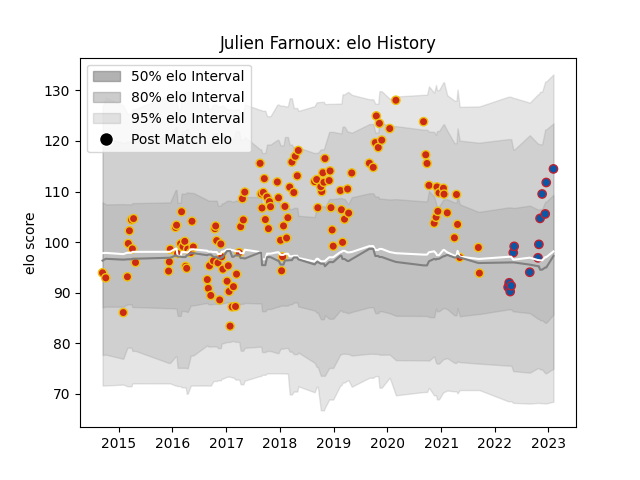 Julien Farnoux: elo History
50% elo Interval
80% elo Interval
95% elo Interval
Post Match elo
elo score
130
120
110
100
90
80
70
2015 2016 2017 2018 2019 2020 2021 2022 2023